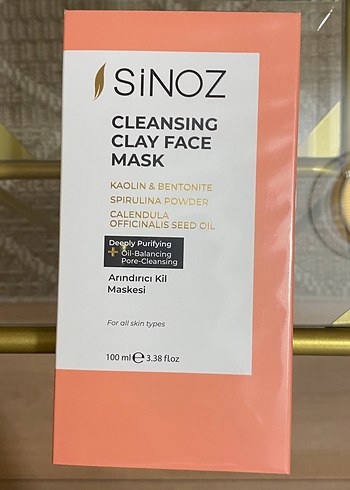 SiNOZ
CLEANSING
CLAY FACE
MASK
KAOLIN & BENTONITE
SPIRULINA POWDER
CALENDULA
OFFICINALIS SEED OIL
Deeply Purifying
+ Oil-Balancing
Pore-Cleansing
Arındırıcı Kil
Maskesi
For all skin types
100 ml ℮ 3.38 fl.oz